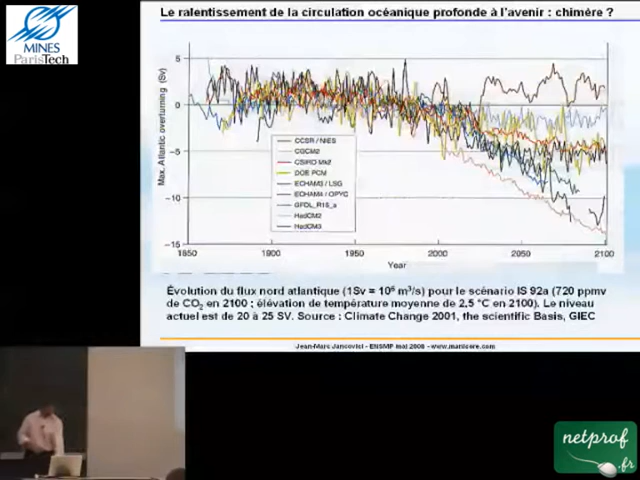 MINES
ParisTech
Le ralentissement de la circulation océanique profonde à l'avenir : chimère ?
Max. Atlantic overturning (Sv)
5
0
−5
−10
−15
CCSR / NIES
CGCM2
CSIRO Mk2
DOE PCM
ECHAM3 / LSG
ECHAM4 / OPYC
GFDL_R15_a
HadCM2
HadCM3
1850
1900
1950
2000
2050
2100
Year
Évolution du flux nord atlantique (1Sv = 10⁶ m³/s) pour le scénario IS 92a (720 ppmv
de CO₂ en 2100 ; élévation de température moyenne de 2,5 °C en 2100). Le niveau
actuel est de 20 à 25 SV. Source : Climate Change 2001, the scientific Basis, GIEC
Jean-Marc Jancovici - ENSMP mai 2008 - www.manicore.com
netprof
.fr